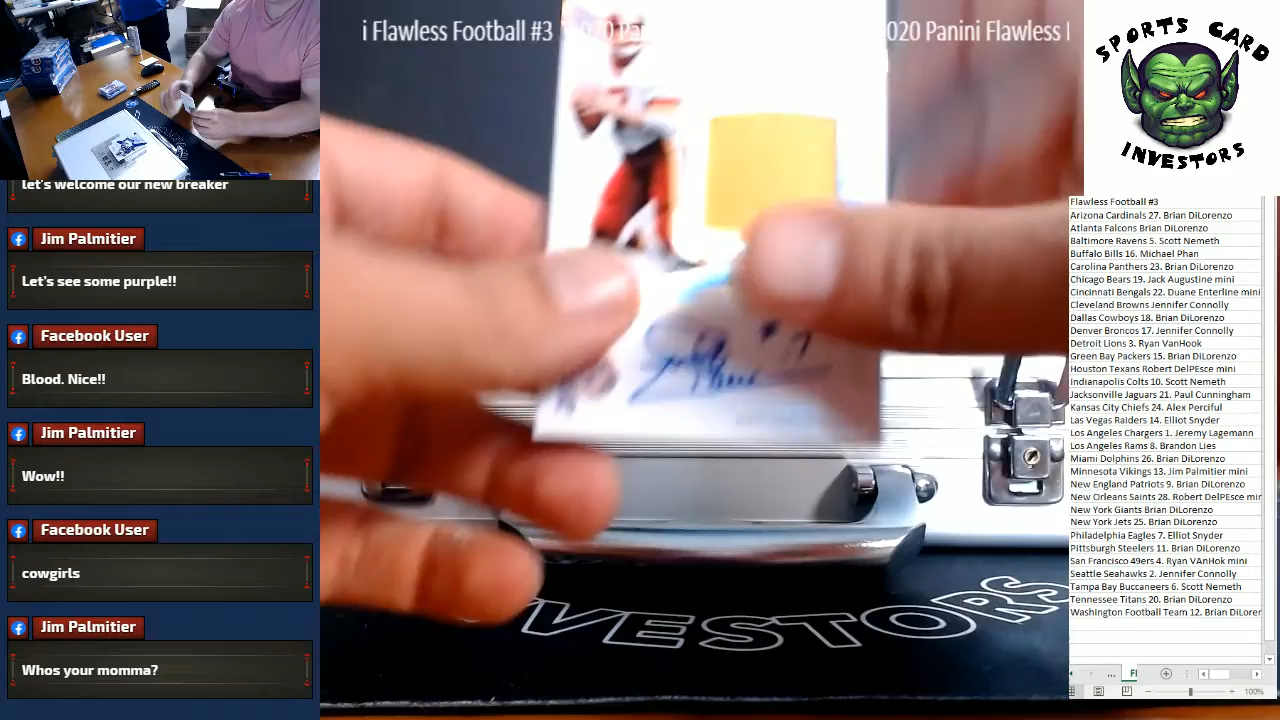 i Flawless Football #3
2020 Pa
020 Panini Flawless
SPORTS CARD
INVESTORS
let's welcome our new breaker
Jim Palmitier
Let's see some purple!!
Facebook User
Blood. Nice!!
Jim Palmitier
Wow!!
Facebook User
cowgirls
Jim Palmitier
Whos your momma?
# 17
VESTORS
Flawless Football #3
Arizona Cardinals 27. Brian DiLorenzo
Atlanta Falcons Brian DiLorenzo
Baltimore Ravens 5. Scott Nemeth
Buffalo Bills 16. Michael Phan
Carolina Panthers 23. Brian DiLorenzo
Chicago Bears 19. Jack Augustine mini
Cincinnati Bengals 22. Duane Enterline mini
Cleveland Browns Jennifer Connolly
Dallas Cowboys 18. Brian DiLorenzo
Denver Broncos 17. Jennifer Connolly
Detroit Lions 3. Ryan VanHook
Green Bay Packers 15. Brian DiLorenzo
Houston Texans Robert DelPEsce mini
Indianapolis Colts 10. Scott Nemeth
Jacksonville Jaguars 21. Paul Cunningham
Kansas City Chiefs 24. Alex Perciful
Las Vegas Raiders 14. Elliot Snyder
Los Angeles Chargers 1. Jeremy Lagemann
Los Angeles Rams 8. Brandon Lies
Miami Dolphins 26. Brian DiLorenzo
Minnesota Vikings 13. Jim Palmitier mini
New England Patriots 9. Brian DiLorenzo
New Orleans Saints 28. Robert DelPEsce mir
New York Giants Brian DiLorenzo
New York Jets 25. Brian DiLorenzo
Philadelphia Eagles 7. Elliot Snyder
Pittsburgh Steelers 11. Brian DiLorenzo
San Francisco 49ers 4. Ryan VAnHok mini
Seattle Seahawks 2. Jennifer Connolly
Tampa Bay Buccaneers 6. Scott Nemeth
Tennessee Titans 20. Brian DiLorenzo
Washington Football Team 12. Brian DiLorer
... Fl
100%